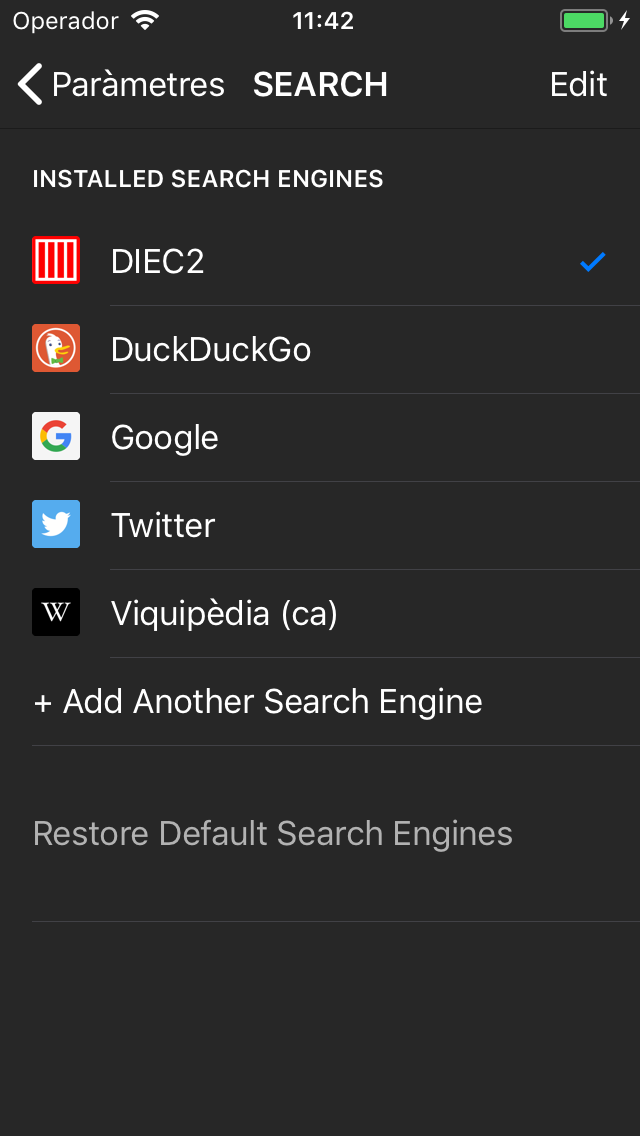 Operador 11:42
Paràmetres SEARCH Edit
INSTALLED SEARCH ENGINES
DIEC2
DuckDuckGo
G Google
Twitter
W Viquipèdia (ca)
+ Add Another Search Engine
Restore Default Search Engines